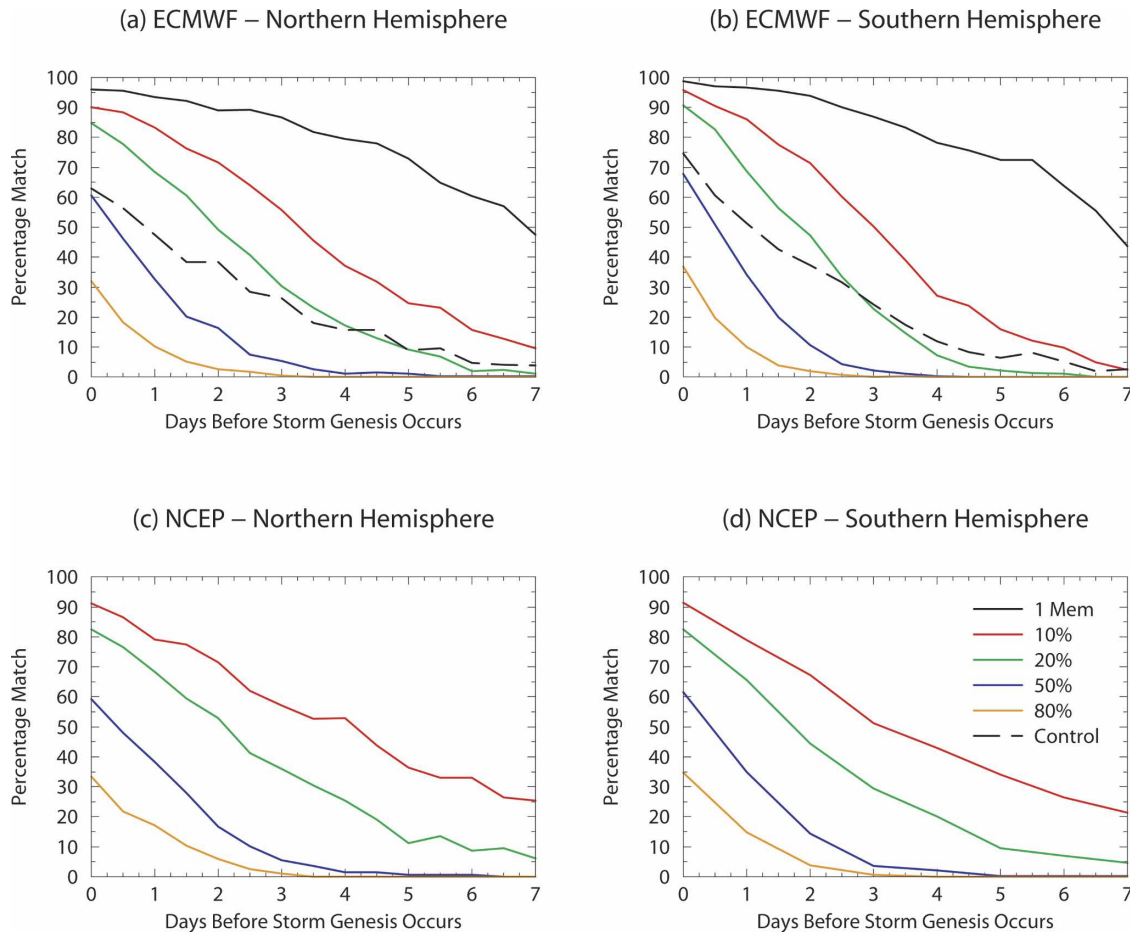 (a) ECMWF – Northern Hemisphere
100
90
80
70
60
50
40
30
20
10
0
Percentage Match
0 1 2 3 4 5 6 7
Days Before Storm Genesis Occurs
(b) ECMWF – Southern Hemisphere
100
90
80
70
60
50
40
30
20
10
0
Percentage Match
0 1 2 3 4 5 6 7
Days Before Storm Genesis Occurs
(c) NCEP – Northern Hemisphere
100
90
80
70
60
50
40
30
20
10
0
Percentage Match
0 1 2 3 4 5 6 7
Days Before Storm Genesis Occurs
(d) NCEP – Southern Hemisphere
100
90
80
70
60
50
40
30
20
10
0
Percentage Match
1 Mem
10%
20%
50%
80%
Control
0 1 2 3 4 5 6 7
Days Before Storm Genesis Occurs